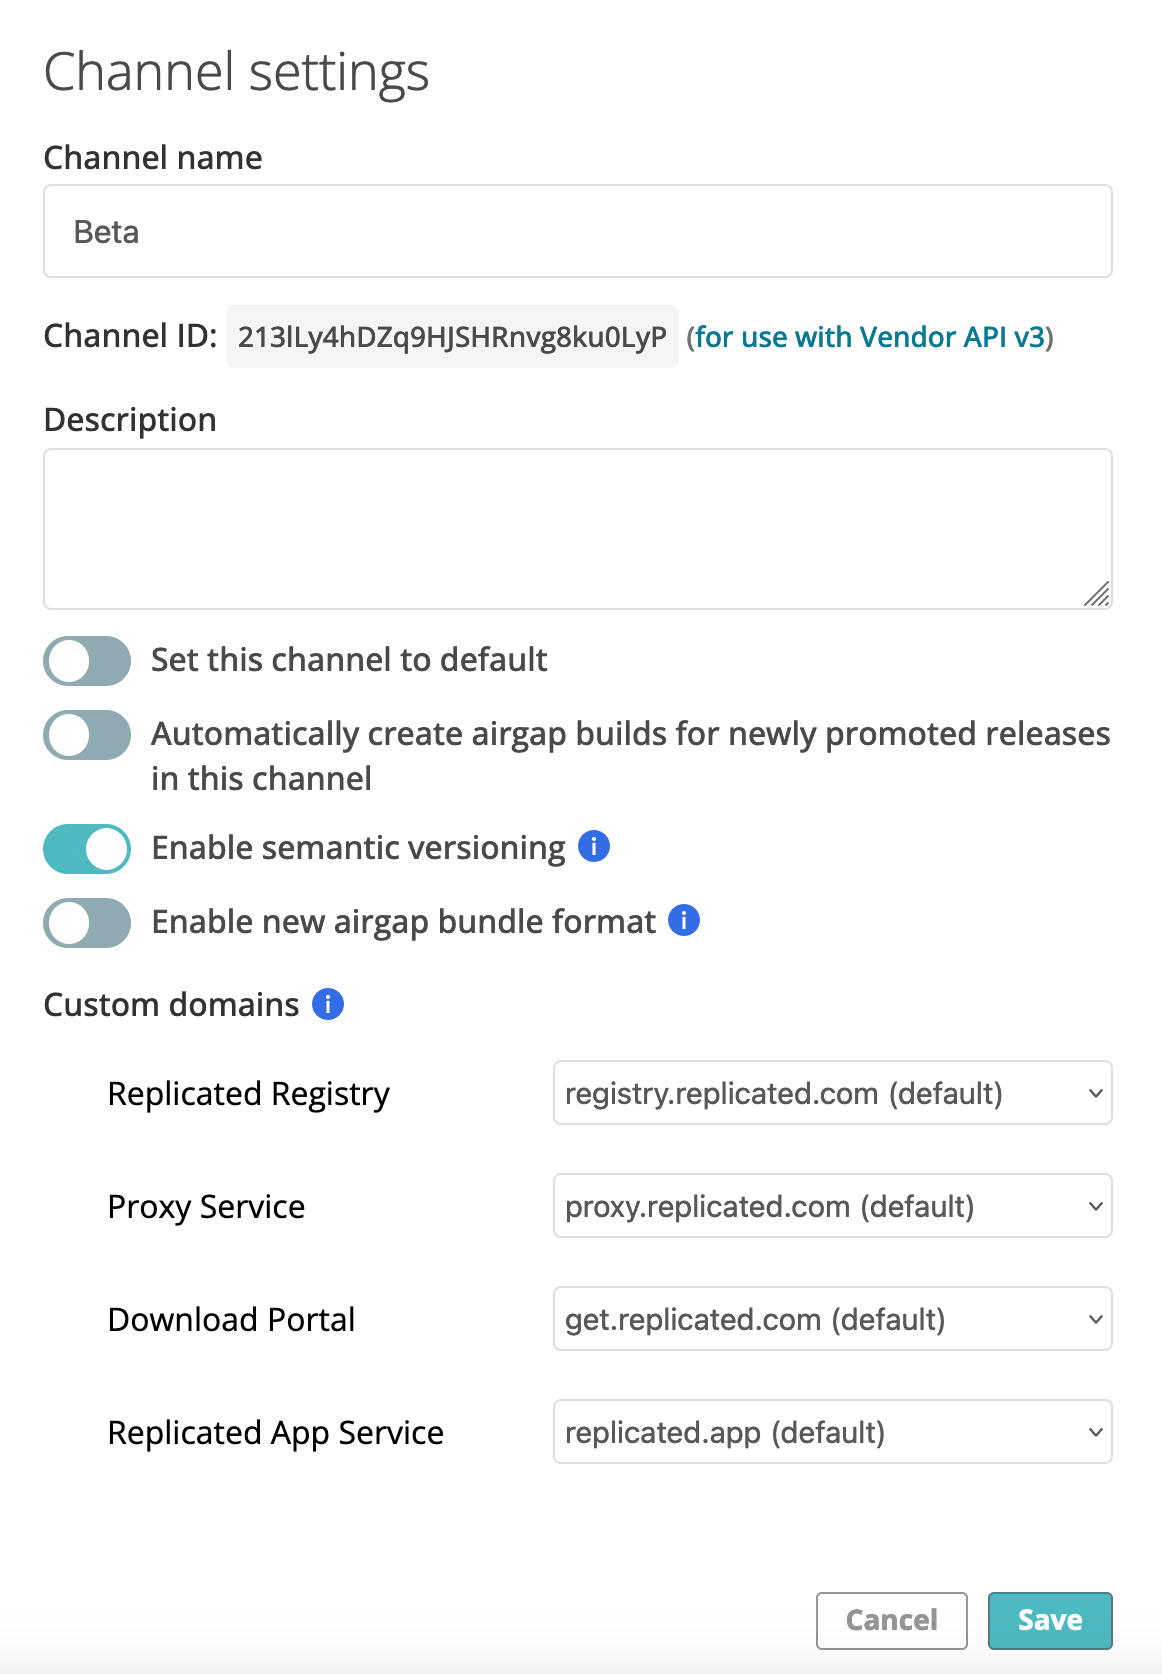 Channel settings
Channel name
Beta
Channel ID: 213lLy4hDZq9HJSHRnvg8ku0LyP (for use with Vendor API v3)
Description
Set this channel to default
Automatically create airgap builds for newly promoted releases
in this channel
Enable semantic versioning
Enable new airgap bundle format
Custom domains
Replicated Registry registry.replicated.com (default)
Proxy Service proxy.replicated.com (default)
Download Portal get.replicated.com (default)
Replicated App Service replicated.app (default)
Cancel Save